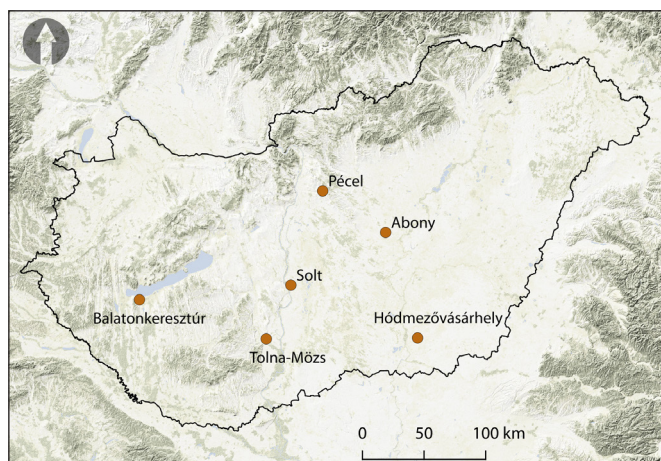 Pécel
Abony
Solt
Balatonkeresztúr
Hódmezővásárhely
Tolna-Mözs
0 50 100 km